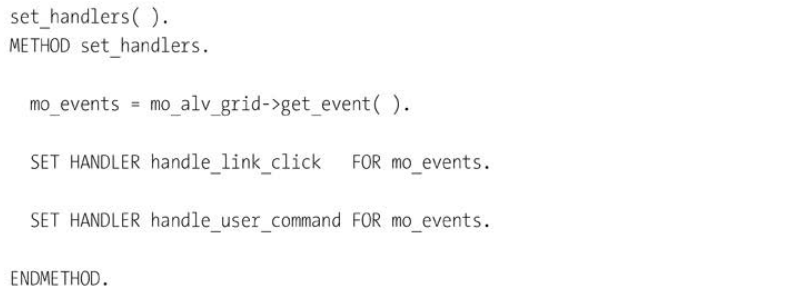 set_handlers( ).
METHOD set_handlers.
mo_events = mo_alv_grid->get_event( ).
SET HANDLER handle_link_click   FOR mo_events.
SET HANDLER handle_user_command FOR mo_events.
ENDMETHOD.